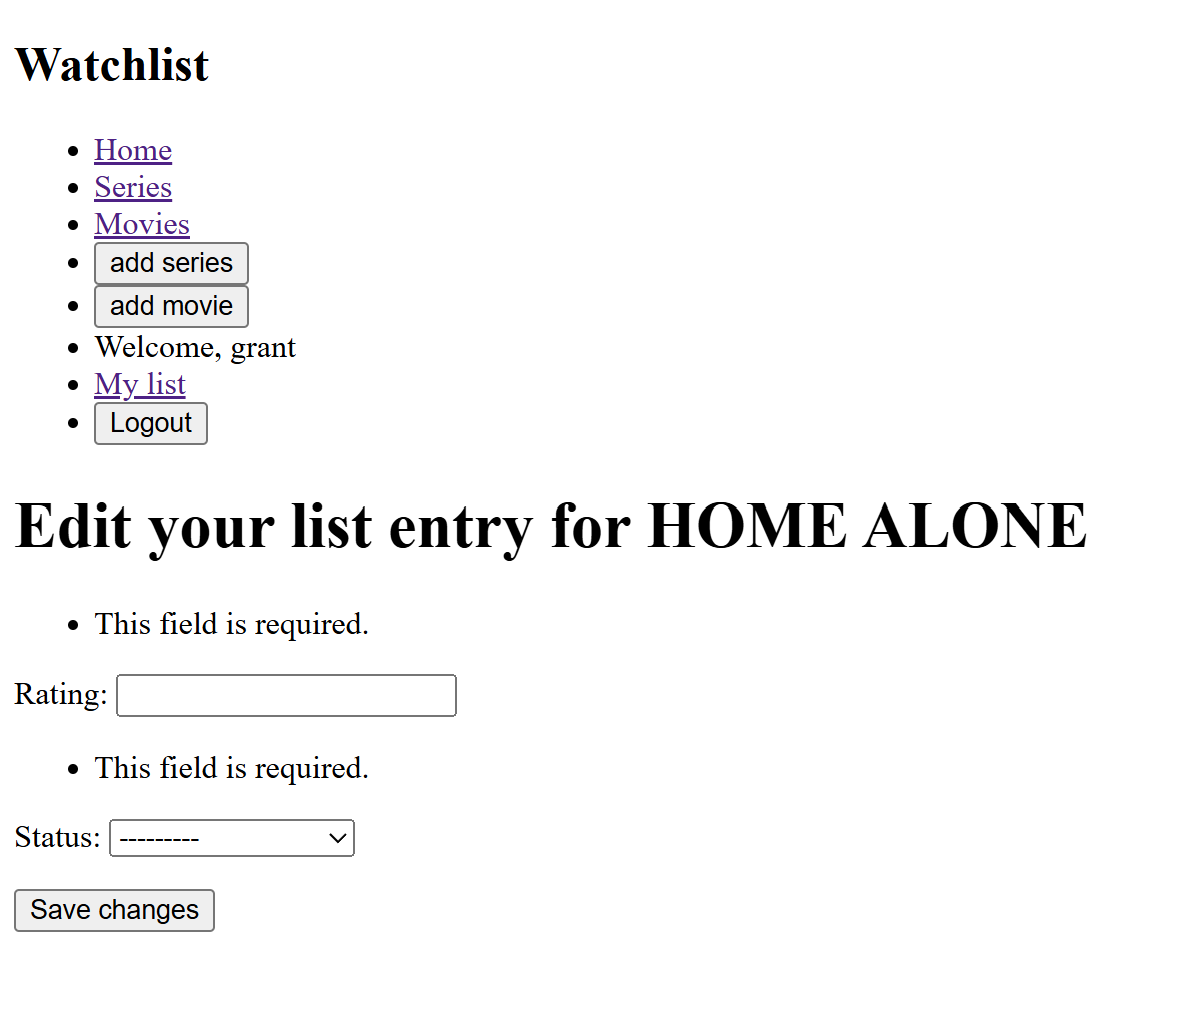 Watchlist
Home
Series
Movies
add series
add movie
Welcome, grant
My list
Logout
Edit your list entry for HOME ALONE
This field is required.
Rating:
This field is required.
Status: ---------
Save changes